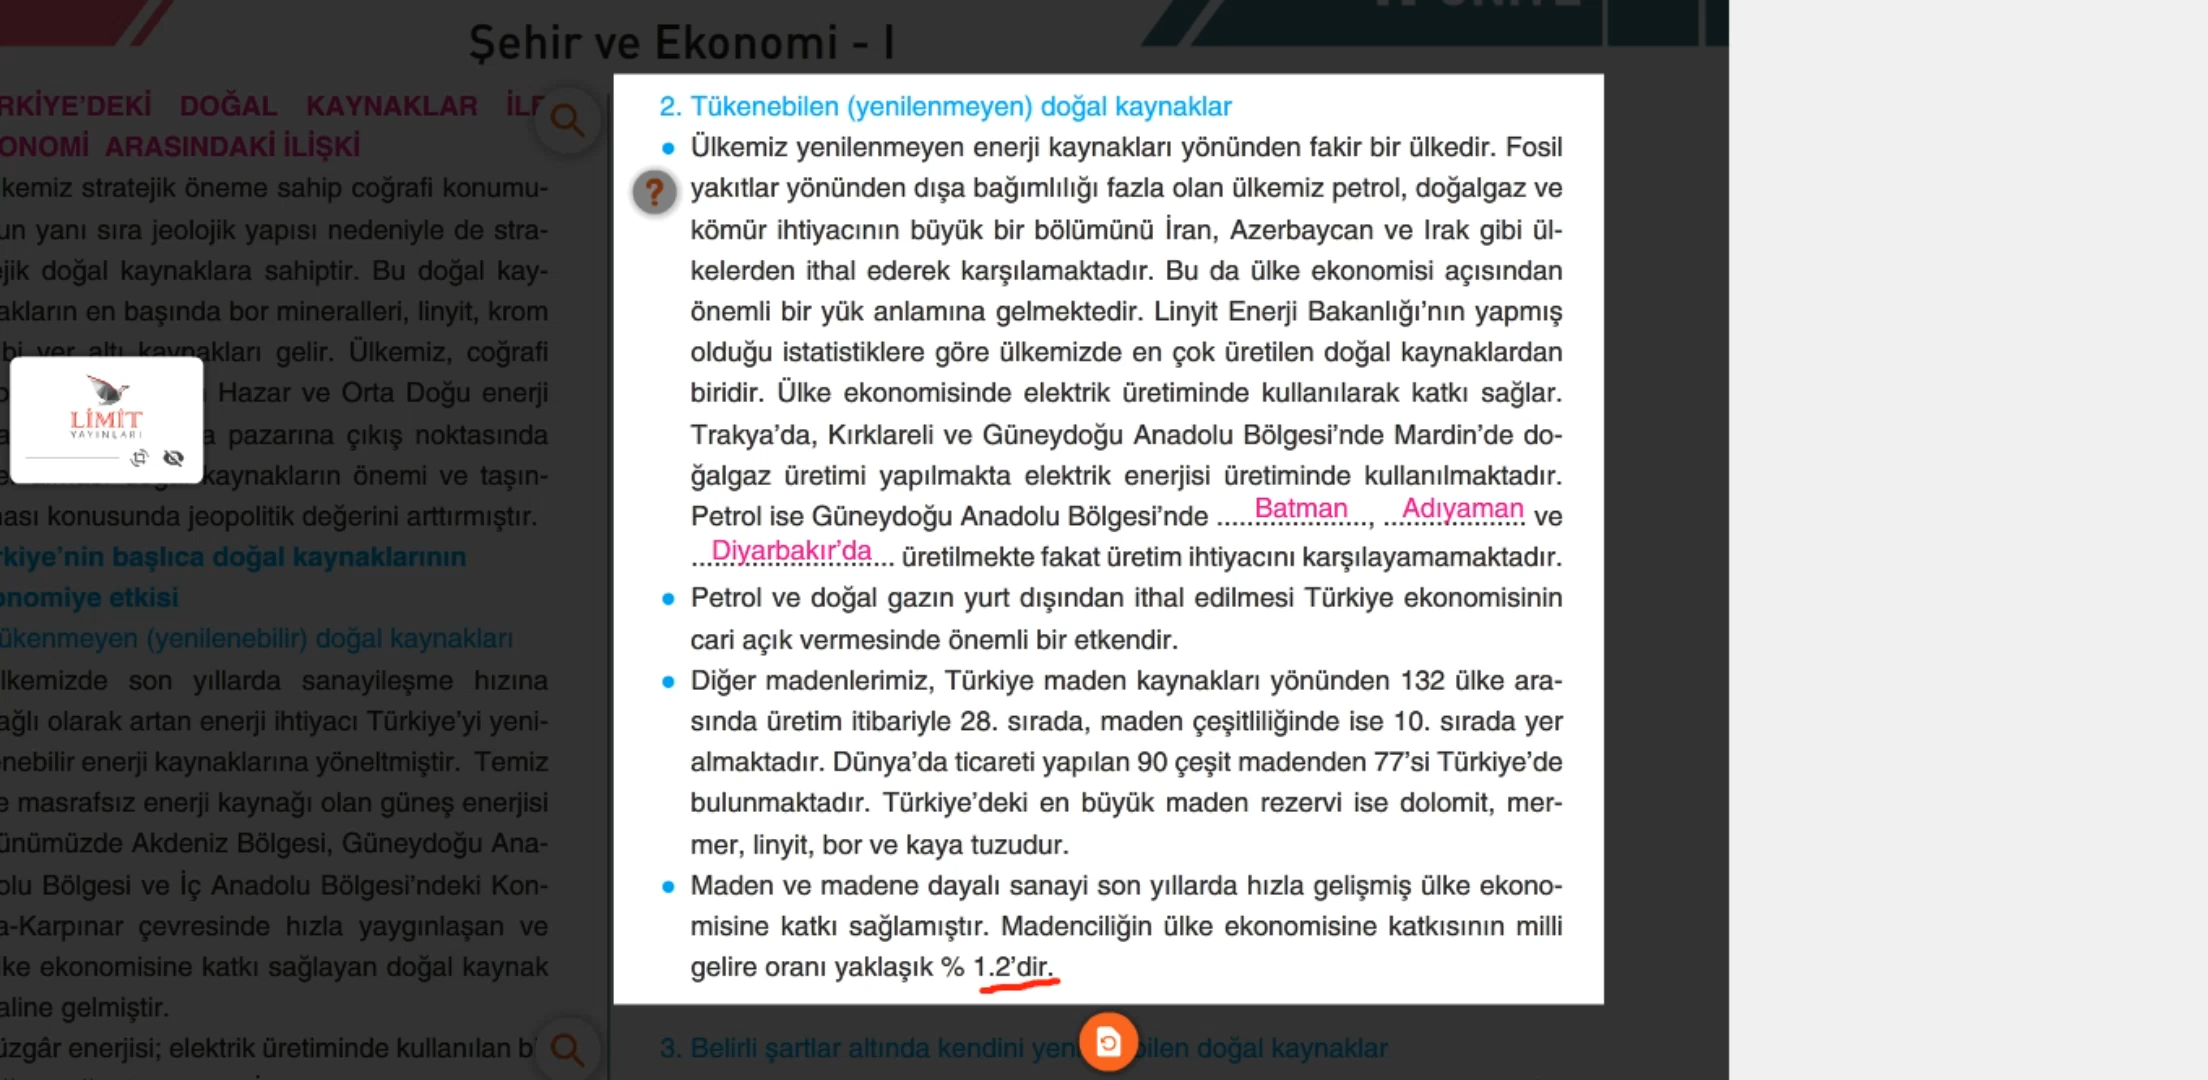 Şehir ve Ekonomi - I
RKİYE'DEKİ DOĞAL KAYNAKLAR İLE
ONOMİ ARASINDAKİ İLİŞKİ
kemiz stratejik öneme sahip coğrafi konumu-
un yanı sıra jeolojik yapısı nedeniyle de stra-
ejik doğal kaynaklara sahiptir. Bu doğal kay-
akların en başında bor mineralleri, linyit, krom
bi yer altı kaynakları gelir. Ülkemiz, coğrafi
Hazar ve Orta Doğu enerji
a pazarına çıkış noktasında
kaynakların önemi ve taşın-
ması konusunda jeopolitik değerini arttırmıştır.
rkiye'nin başlıca doğal kaynaklarının
onomiye etkisi
ükenmeyen (yenilenebilir) doğal kaynakları
lkemizde son yıllarda sanayileşme hızına
ağlı olarak artan enerji ihtiyacı Türkiye'yi yeni-
enebilir enerji kaynaklarına yöneltmiştir. Temiz
e masrafsız enerji kaynağı olan güneş enerjisi
ünümüzde Akdeniz Bölgesi, Güneydoğu Ana-
olu Bölgesi ve İç Anadolu Bölgesi'ndeki Kon-
a-Karpınar çevresinde hızla yaygınlaşan ve
lke ekonomisine katkı sağlayan doğal kaynak
aline gelmiştir.
üzgâr enerjisi; elektrik üretiminde kullanılan bi
LİMİT
YAYINLARI
2. Tükenebilen (yenilenmeyen) doğal kaynaklar
• Ülkemiz yenilenmeyen enerji kaynakları yönünden fakir bir ülkedir. Fosil
? yakıtlar yönünden dışa bağımlılığı fazla olan ülkemiz petrol, doğalgaz ve
kömür ihtiyacının büyük bir bölümünü İran, Azerbaycan ve Irak gibi ül-
kelerden ithal ederek karşılamaktadır. Bu da ülke ekonomisi açısından
önemli bir yük anlamına gelmektedir. Linyit Enerji Bakanlığı'nın yapmış
olduğu istatistiklere göre ülkemizde en çok üretilen doğal kaynaklardan
biridir. Ülke ekonomisinde elektrik üretiminde kullanılarak katkı sağlar.
Trakya'da, Kırklareli ve Güneydoğu Anadolu Bölgesi'nde Mardin'de do-
ğalgaz üretimi yapılmakta elektrik enerjisi üretiminde kullanılmaktadır.
Petrol ise Güneydoğu Anadolu Bölgesi'nde Batman, Adıyaman ve
Diyarbakır'da üretilmekte fakat üretim ihtiyacını karşılayamamaktadır.
• Petrol ve doğal gazın yurt dışından ithal edilmesi Türkiye ekonomisinin
cari açık vermesinde önemli bir etkendir.
• Diğer madenlerimiz, Türkiye maden kaynakları yönünden 132 ülke ara-
sında üretim itibariyle 28. sırada, maden çeşitliliğinde ise 10. sırada yer
almaktadır. Dünya'da ticareti yapılan 90 çeşit madenden 77'si Türkiye'de
bulunmaktadır. Türkiye'deki en büyük maden rezervi ise dolomit, mer-
mer, linyit, bor ve kaya tuzudur.
• Maden ve madene dayalı sanayi son yıllarda hızla gelişmiş ülke ekono-
misine katkı sağlamıştır. Madenciliğin ülke ekonomisine katkısının milli
gelire oranı yaklaşık % 1.2'dir.
3. Belirli şartlar altında kendini yen bilen doğal kaynaklar